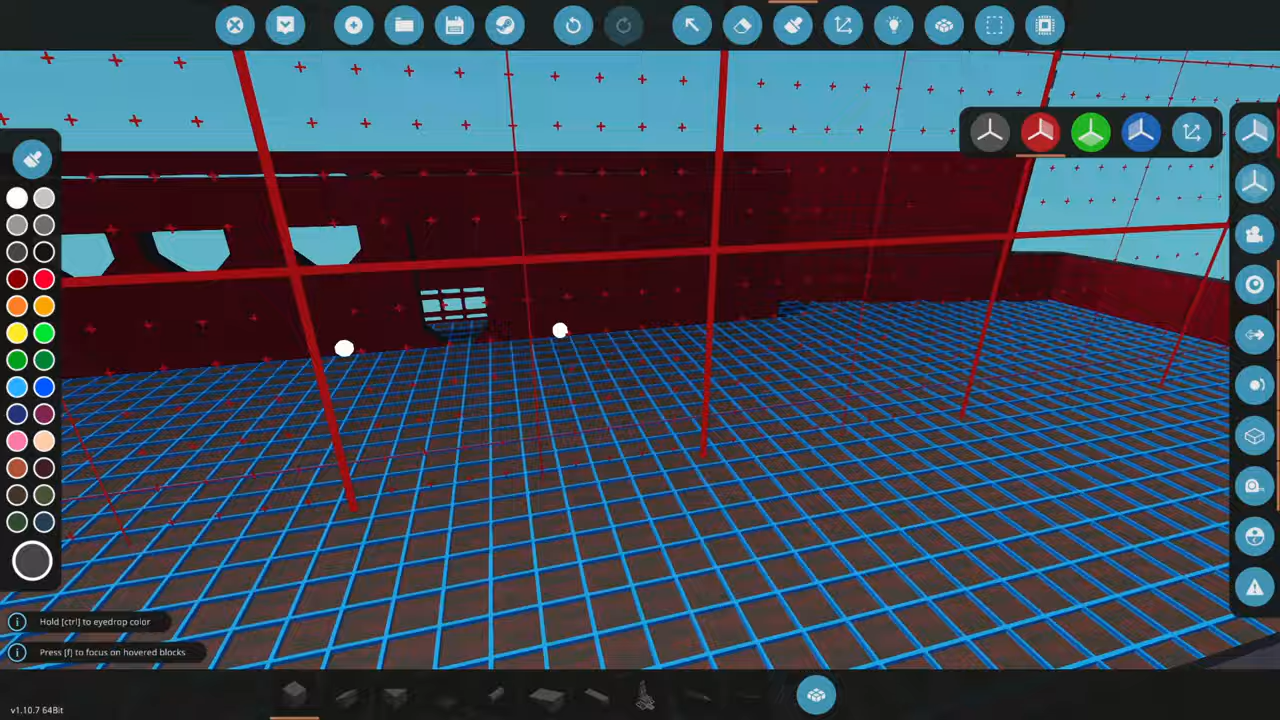 Hold [ctrl] to eyedrop color
Press [f] to focus on hovered blocks
v1.10.7 64Bit